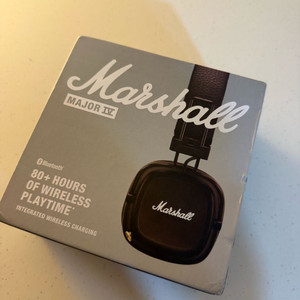 Marshall
MAJOR IV
Bluetooth
80+ HOURS
OF WIRELESS
PLAYTIME
INTEGRATED WIRELESS CHARGING
Marshall